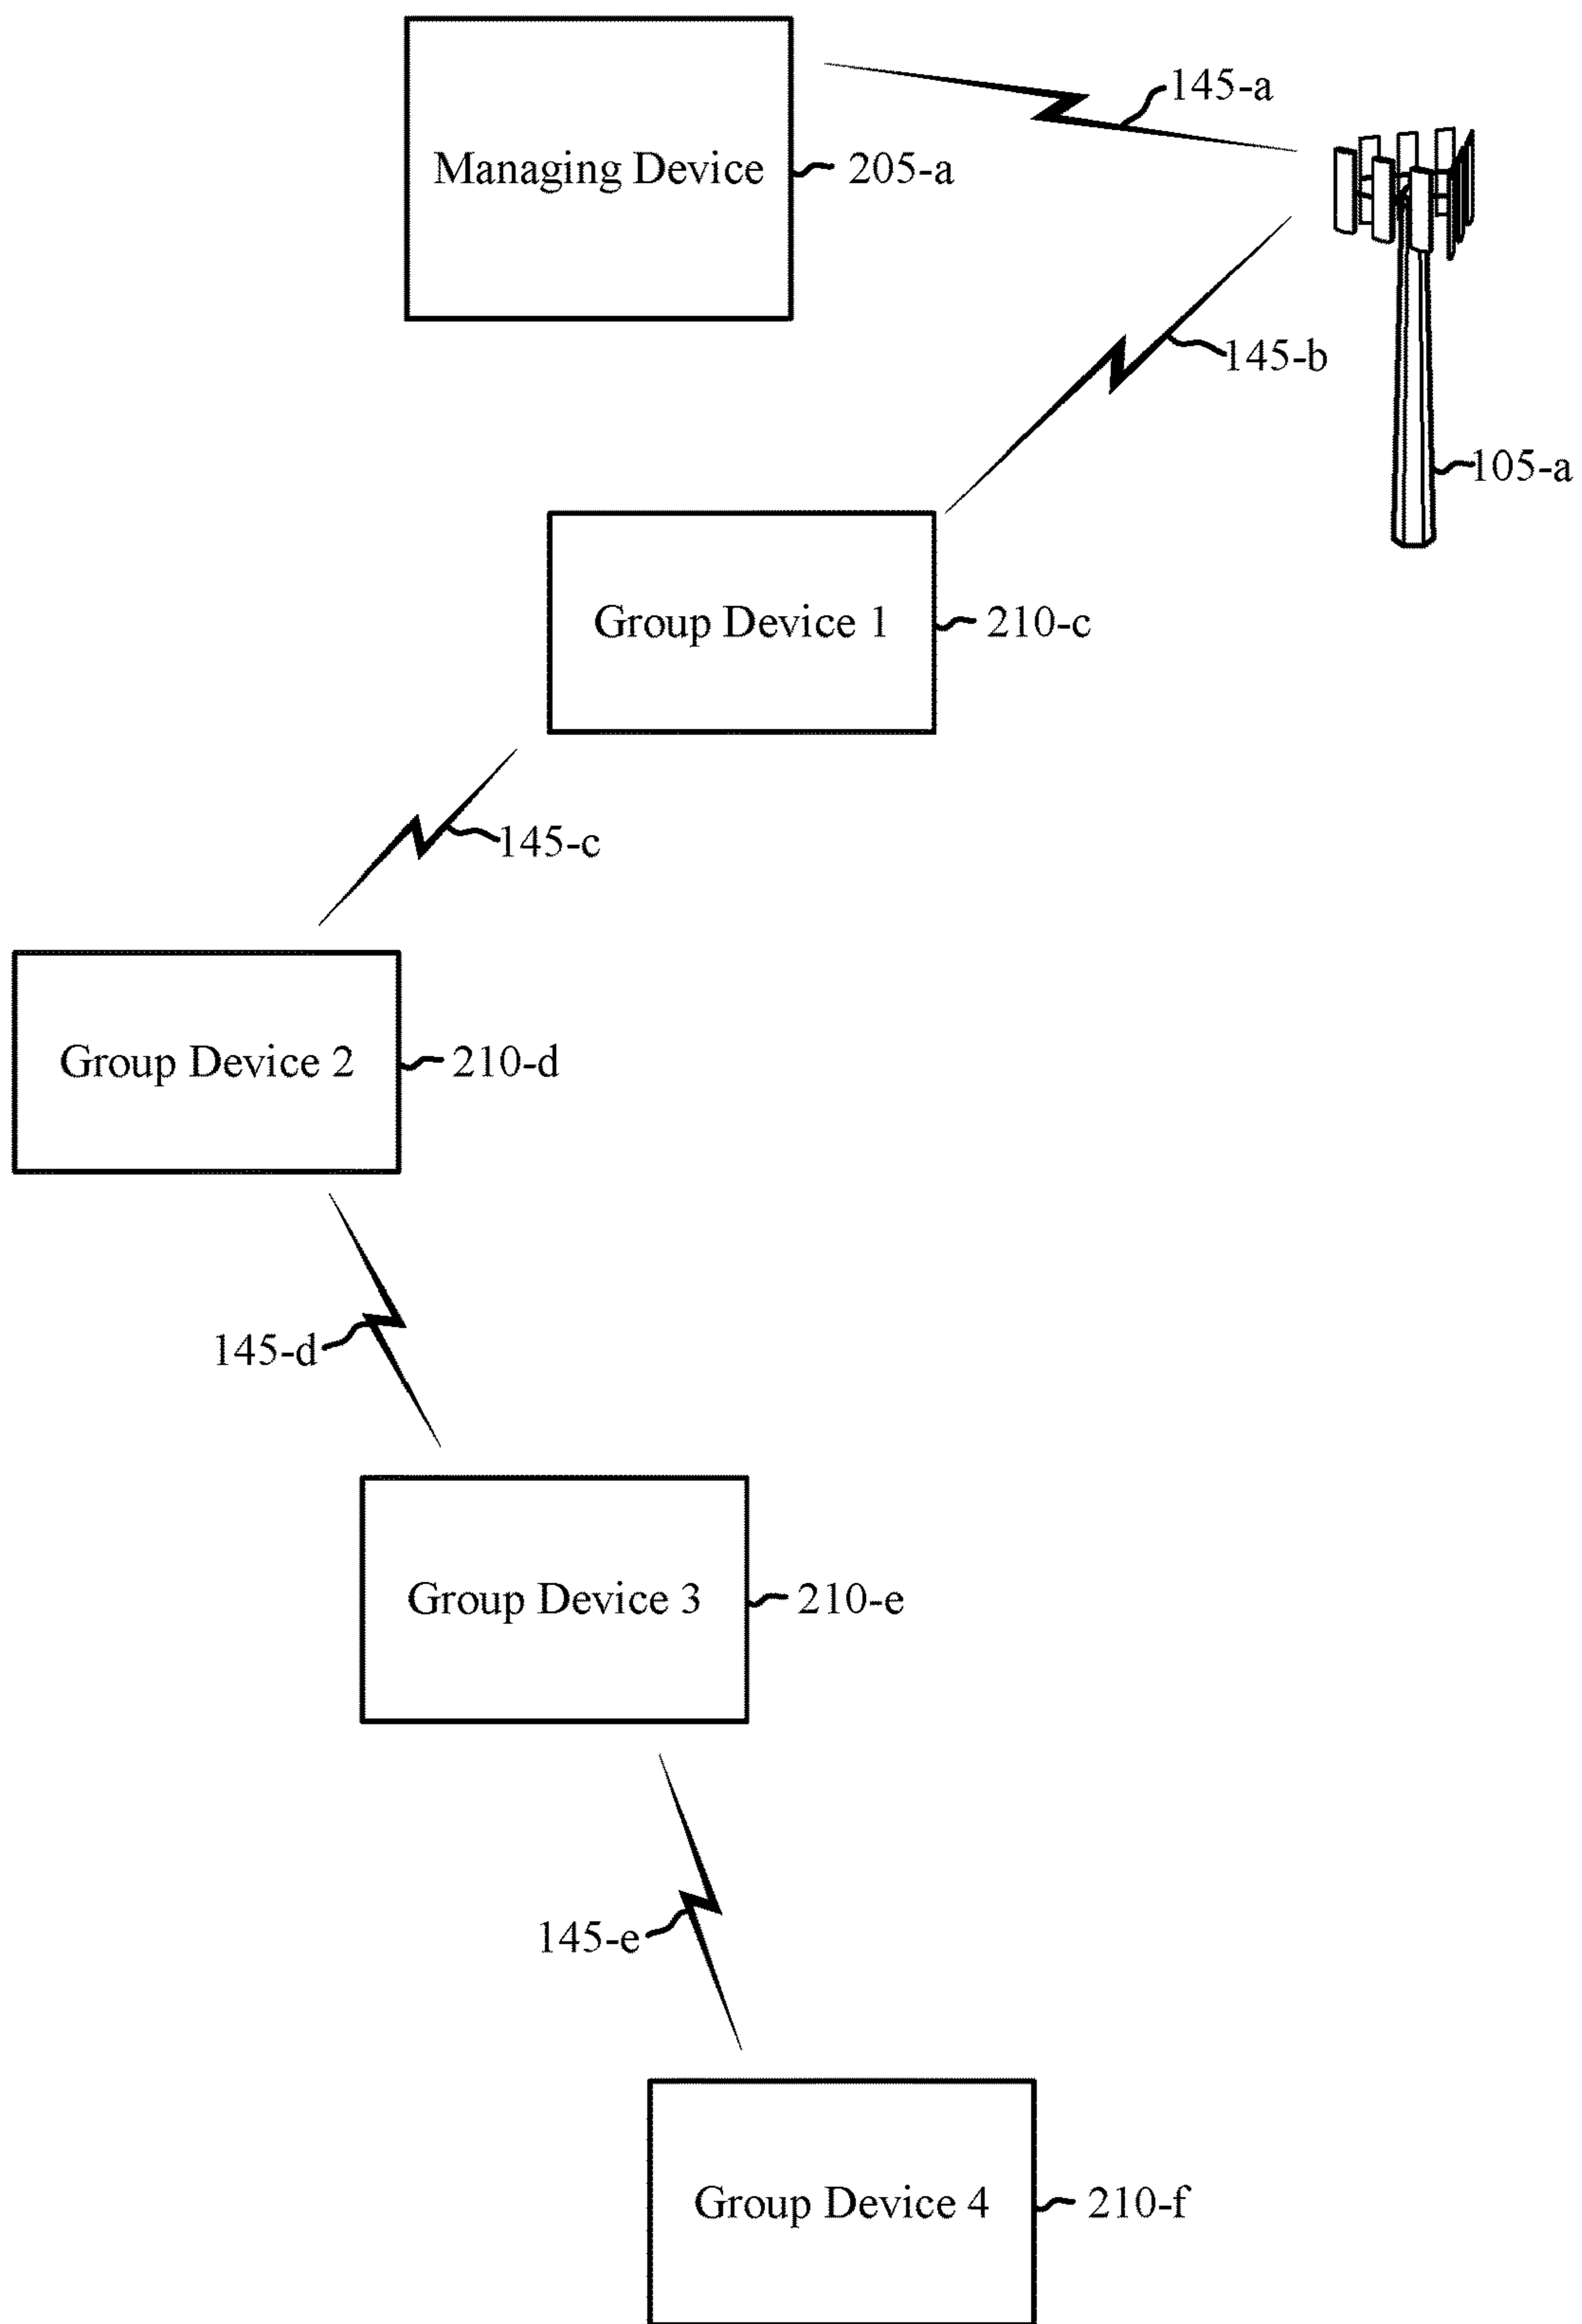 145-a
Managing Device
205-a
145-b
105-a
Group Device 1
210-c
145-c
Group Device 2
210-d
145-d
Group Device 3
210-e
145-e
Group Device 4
210-f